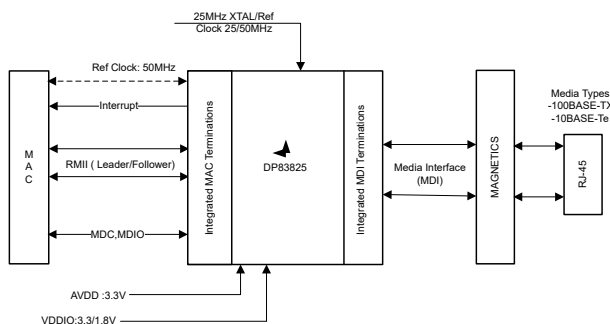 25MHz XTAL/Ref
Clock 25/50MHz
Ref Clock: 50MHz
Interrupt
MAC
RMII ( Leader/Follower)
MDC,MDIO
Integrated MAC Terminations
DP83825
Integrated MDI Terminations
Media Interface
(MDI)
MAGNETICS
Media Types
-100BASE-TX
-10BASE-Te
RJ-45
AVDD :3.3V
VDDIO:3.3/1.8V